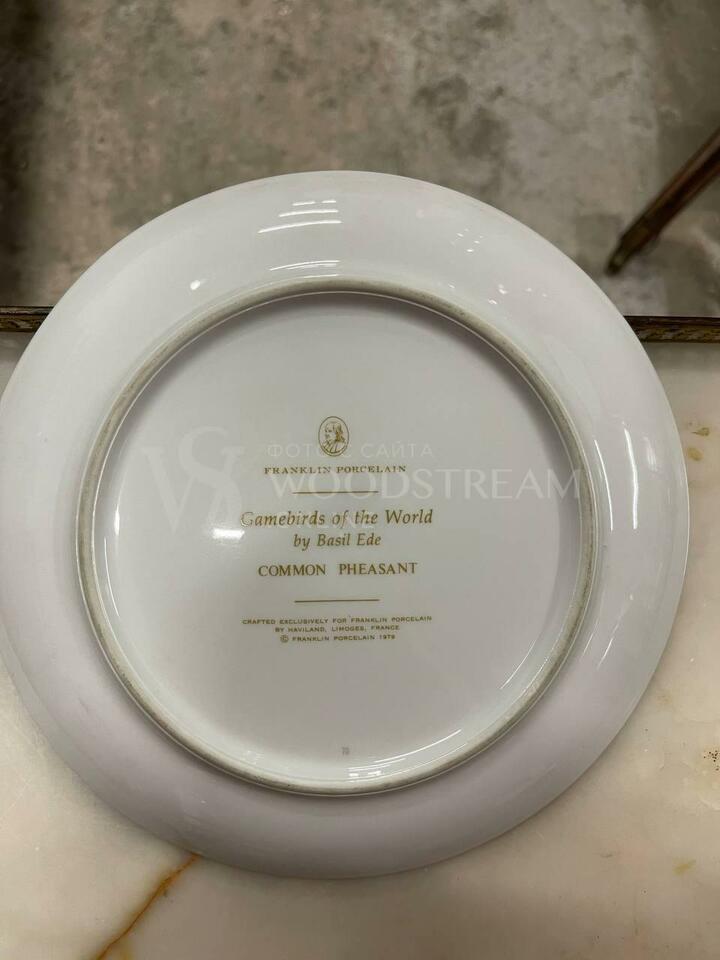 ФОТО С САЙТА
FRANKLIN PORCELAIN
WOODSTREAM
ONLINE
Gamebirds of the World
by Basil Ede
COMMON PHEASANT
CRAFTED EXCLUSIVELY FOR FRANKLIN PORCELAIN
BY HAVILAND, LIMOGES, FRANCE
© FRANKLIN PORCELAIN 1979